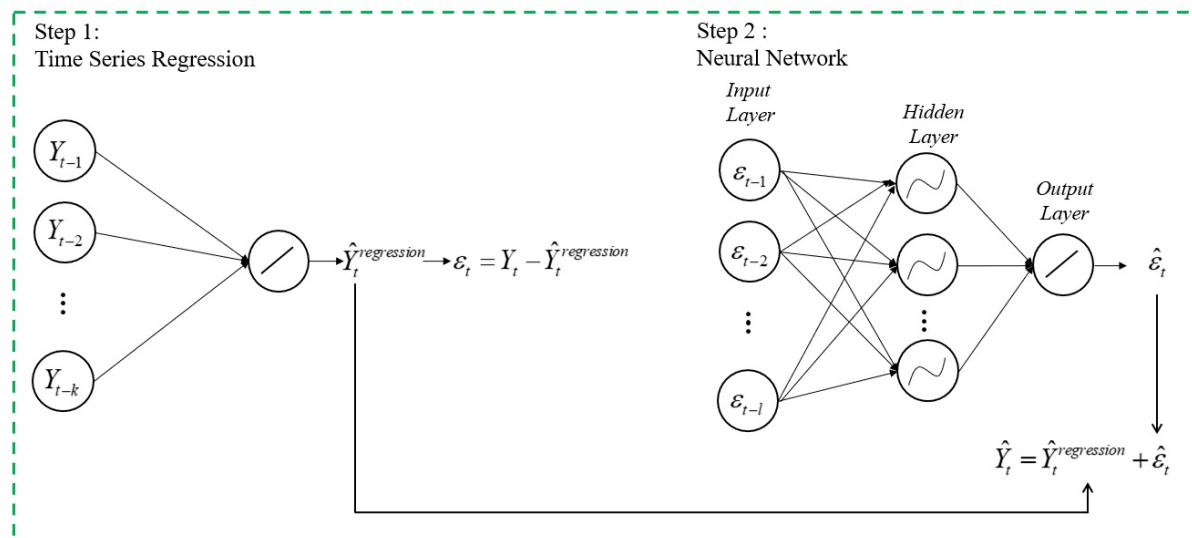 Step 1:
Time Series Regression
Y_{t-1}
Y_{t-2}
⋮
Y_{t-k}
Ŷ_t^{regression}
ε_t = Y_t − Ŷ_t^{regression}
Step 2 :
Neural Network
Input
Layer
Hidden
Layer
Output
Layer
ε_{t-1}
ε_{t-2}
⋮
ε_{t-l}
⋮
ε̂_t
Ŷ_t = Ŷ_t^{regression} + ε̂_t